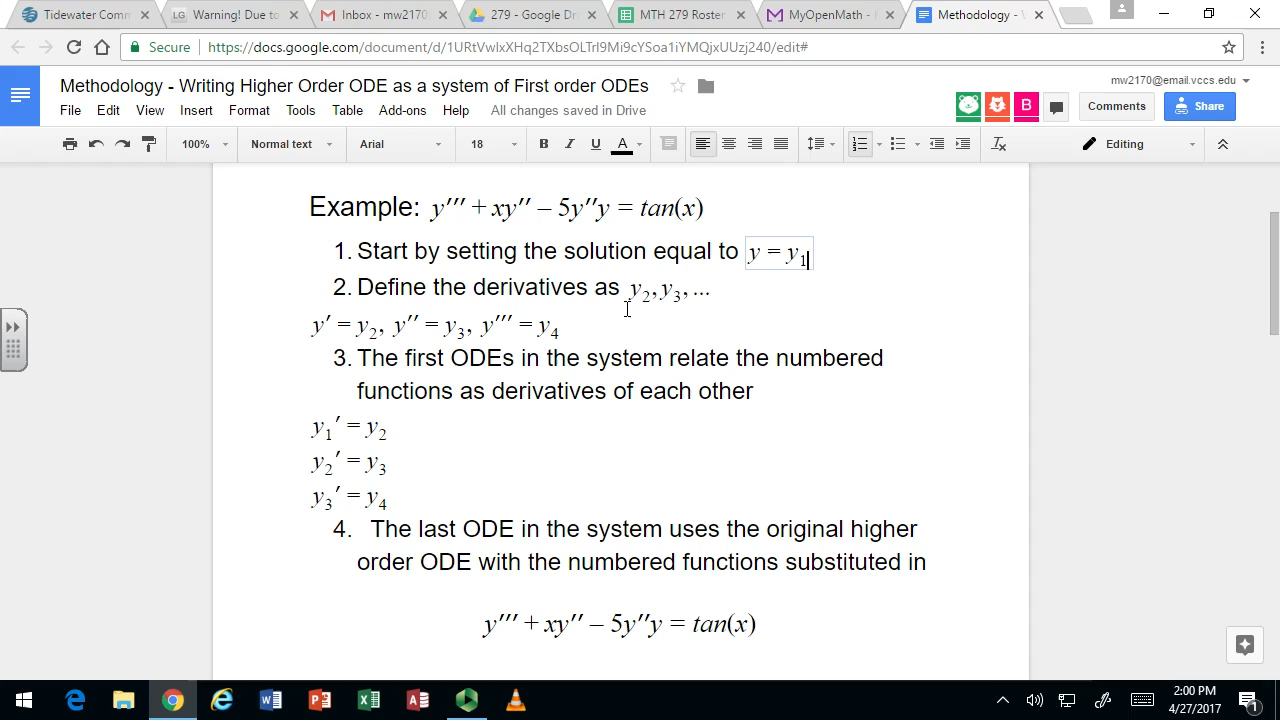 Tidewater Comm
Warning! Due to
Inbox - mw2170
279 - Google Dr
MTH 279 Roster
MyOpenMath -
Methodology -
Secure https://docs.google.com/document/d/1URtVwIxXHq2TXbsOLTrI9Mi9cYSoa1iYMQjxUUzj240/edit#
Methodology - Writing Higher Order ODE as a system of First order ODEs
mw2170@email.vccs.edu
File Edit View Insert Format Tools Table Add-ons Help All changes saved in Drive
B
Comments
Share
100% Normal text Arial 18 B I U A Editing
Example: y′′′ + xy′′ – 5y′′y = tan(x)
1. Start by setting the solution equal to y = y₁
2. Define the derivatives as y₂, y₃, ...
y′ = y₂, y′′ = y₃, y′′′ = y₄
3. The first ODEs in the system relate the numbered
functions as derivatives of each other
y₁′ = y₂
y₂′ = y₃
y₃′ = y₄
4. The last ODE in the system uses the original higher
order ODE with the numbered functions substituted in
y′′′ + xy′′ – 5y′′y = tan(x)
2:00 PM
4/27/2017